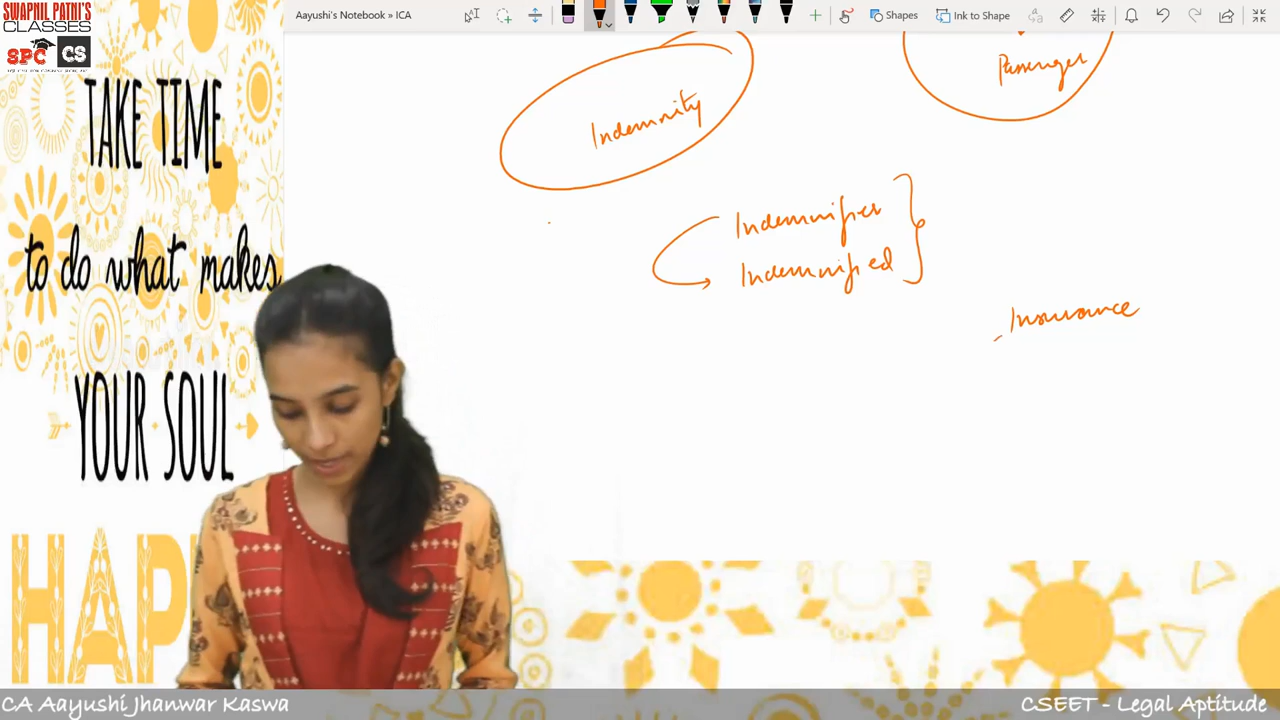 SWAPNIL PATNI'S
CLASSES
SPC CS
Aayushi's Notebook » ICA
Shapes
Ink to Shape
Passenger
Indemnity
Indemnifier
Indemnified
Insurance
TAKE TIME
to do what makes
YOUR SOUL
HAP
CA Aayushi Jhanwar Kaswa
CSEET - Legal Aptitude